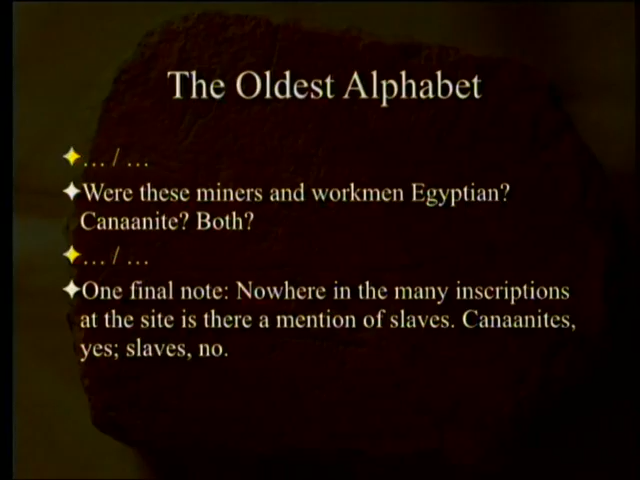 The Oldest Alphabet
… / …
Were these miners and workmen Egyptian?
Canaanite? Both?
… / …
One final note: Nowhere in the many inscriptions
at the site is there a mention of slaves. Canaanites,
yes; slaves, no.